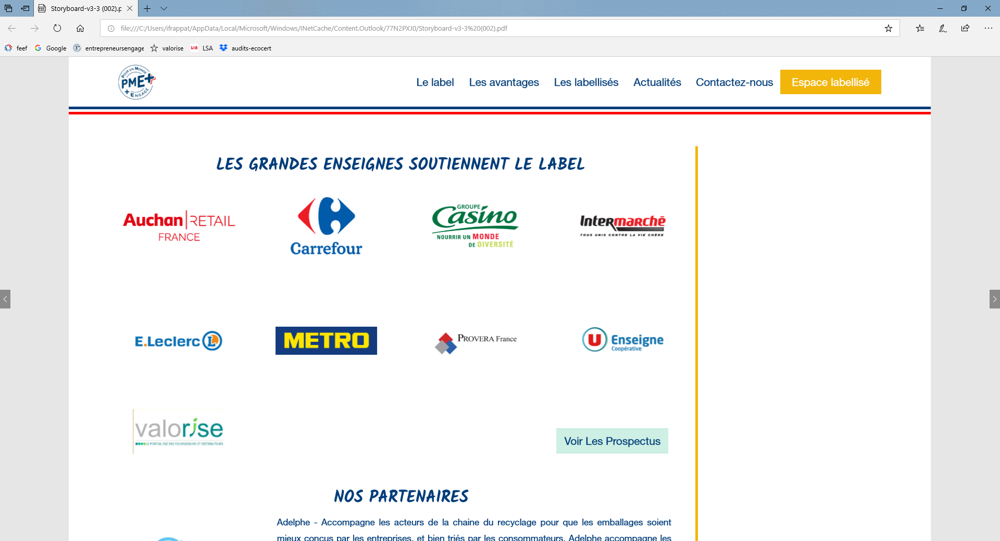 Storyboard-v3-3 (002).p
file:///C:/Users/ifrappat/AppData/Local/Microsoft/Windows/INetCache/Content.Outlook/77N2PXJ0/Storyboard-v3-3%20(002).pdf
feef Google entrepreneursengage valorise LSA audits-ecocert
POUR UN MONDE
PME+
+ ENGAGÉ
Le label Les avantages Les labellisés Actualités Contactez-nous Espace labellisé
LES GRANDES ENSEIGNES SOUTIENNENT LE LABEL
Auchan RETAIL
FRANCE
Carrefour
GROUPE
Casino
NOURRIR UN MONDE
DE DIVERSITÉ
Intermarché
TOUS UNIS CONTRE LA VIE CHÈRE
E.Leclerc L
METRO
PROVERA France
U Enseigne
Coopérative
valorise
LE PORTAIL RSE DES FOURNISSEURS ET DISTRIBUTEURS
Voir Les Prospectus
NOS PARTENAIRES
Adelphe - Accompagne les acteurs de la chaine du recyclage pour que les emballages soient
mieux conçus par les entreprises, et bien triés par les consommateurs. Adelphe accompagne les